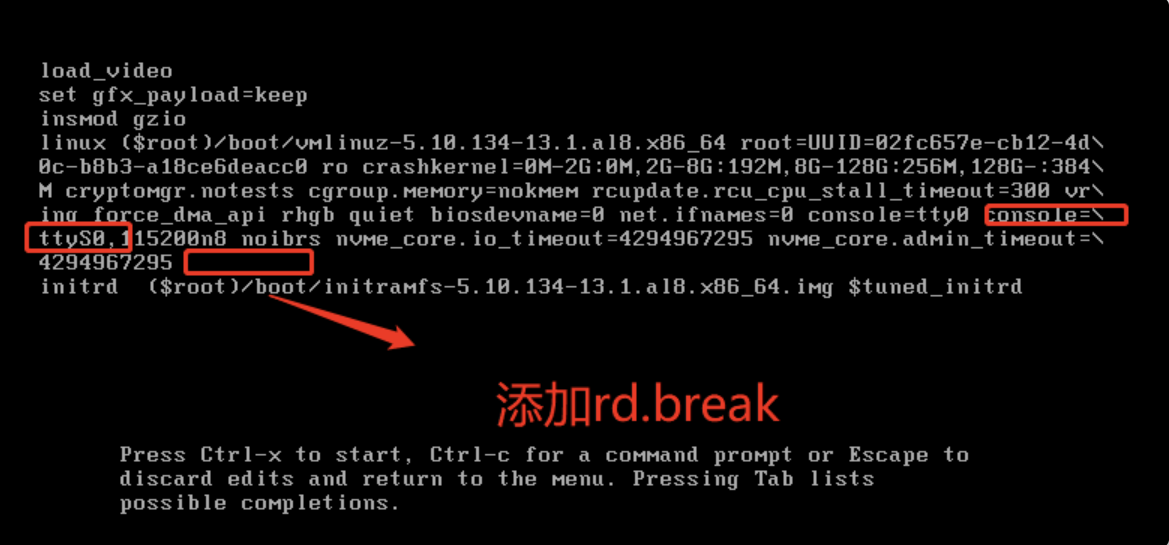 load_video
set gfx_payload=keep
insmod gzio
linux ($root)/boot/vmlinuz-5.10.134-13.1.al8.x86_64 root=UUID=02fc657e-cb12-4d\
0c-b8b3-a18ce6deacc0 ro crashkernel=0M-2G:0M,2G-8G:192M,8G-128G:256M,128G-:384\
M cryptomgr.notests cgroup.memory=nokmem rcupdate.rcu_cpu_stall_timeout=300 vr\
ing_force_dma_api rhgb quiet biosdevname=0 net.ifnames=0 console=tty0 console=\
ttyS0,115200n8 noibrs nvme_core.io_timeout=4294967295 nvme_core.admin_timeout=\
4294967295
initrd  ($root)/boot/initramfs-5.10.134-13.1.al8.x86_64.img $tuned_initrd
添加rd.break
Press Ctrl-x to start, Ctrl-c for a command prompt or Escape to
discard edits and return to the menu. Pressing Tab lists
possible completions.